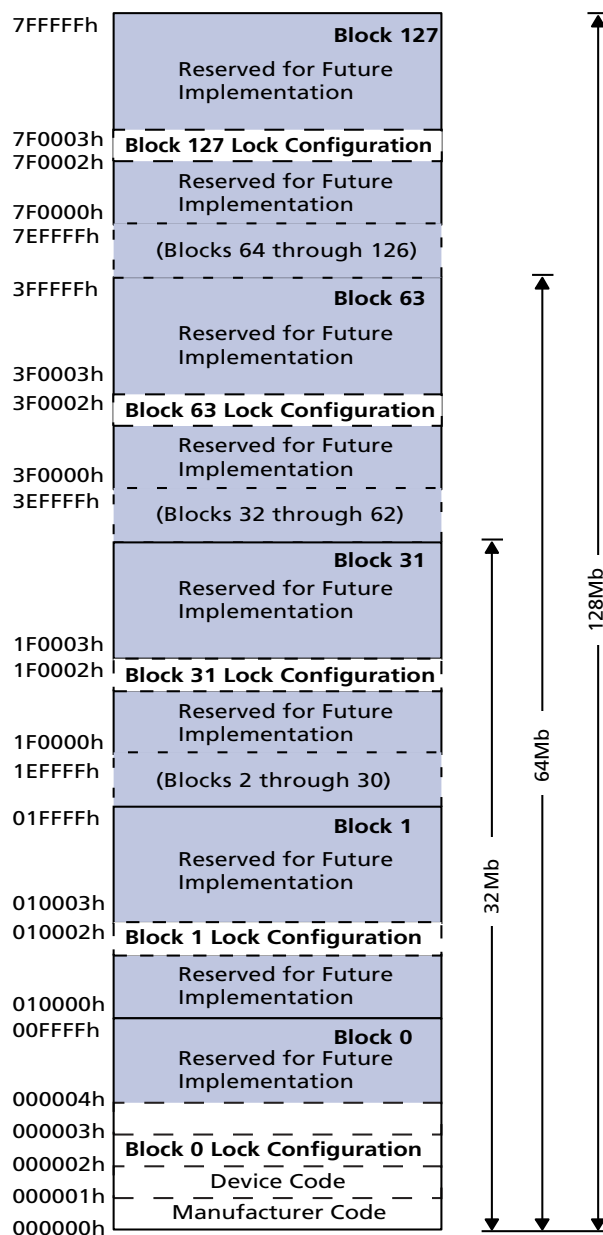 7FFFFFh
Block 127
Reserved for Future
Implementation
7F0003h
Block 127 Lock Configuration
7F0002h
Reserved for Future
Implementation
7F0000h
7EFFFFh
(Blocks 64 through 126)
3FFFFFh
Block 63
Reserved for Future
Implementation
3F0003h
3F0002h
Block 63 Lock Configuration
Reserved for Future
Implementation
3F0000h
3EFFFFh
(Blocks 32 through 62)
Block 31
Reserved for Future
Implementation
1F0003h
1F0002h
Block 31 Lock Configuration
Reserved for Future
Implementation
1F0000h
1EFFFFh
(Blocks 2 through 30)
01FFFFh
Block 1
Reserved for Future
Implementation
010003h
010002h
Block 1 Lock Configuration
Reserved for Future
Implementation
010000h
00FFFFh
Block 0
Reserved for Future
Implementation
000004h
000003h
Block 0 Lock Configuration
000002h
Device Code
000001h
Manufacturer Code
000000h
32Mb
64Mb
128Mb